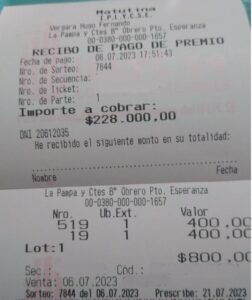 Matutina
I.P.L.Y.C.S.E.
Vergara Hugo Fernando
La Pampa y Ctes B° Obrero Pto. Esperanza
00-0380-000-000-1657
RECIBO DE PAGO DE PREMIO
Fecha de pago: 06.07.2023 17:51:43
Nro. de Sorteo: 7844
Nro. de Secuencia:
Nro. de Ticket:
Nro. de Parte: 1
Importe a cobrar:
$228.000,00
DNI 20612035
He recibido el siguiente monto en su totalidad:
Nombre Fecha
La Pampa y Ctes B° Obrero Pto. Esperanza
00-0380-000-000-1657
Nro. Ub.Ext. Valor
519 1 400,00
19 1 400,00
Lot:1 $800,00
Sec.: Cód.:
Venta: 06.07.2023
Sorteo: 7844 del 06.07.2023 Prescribe: 21.07.2023